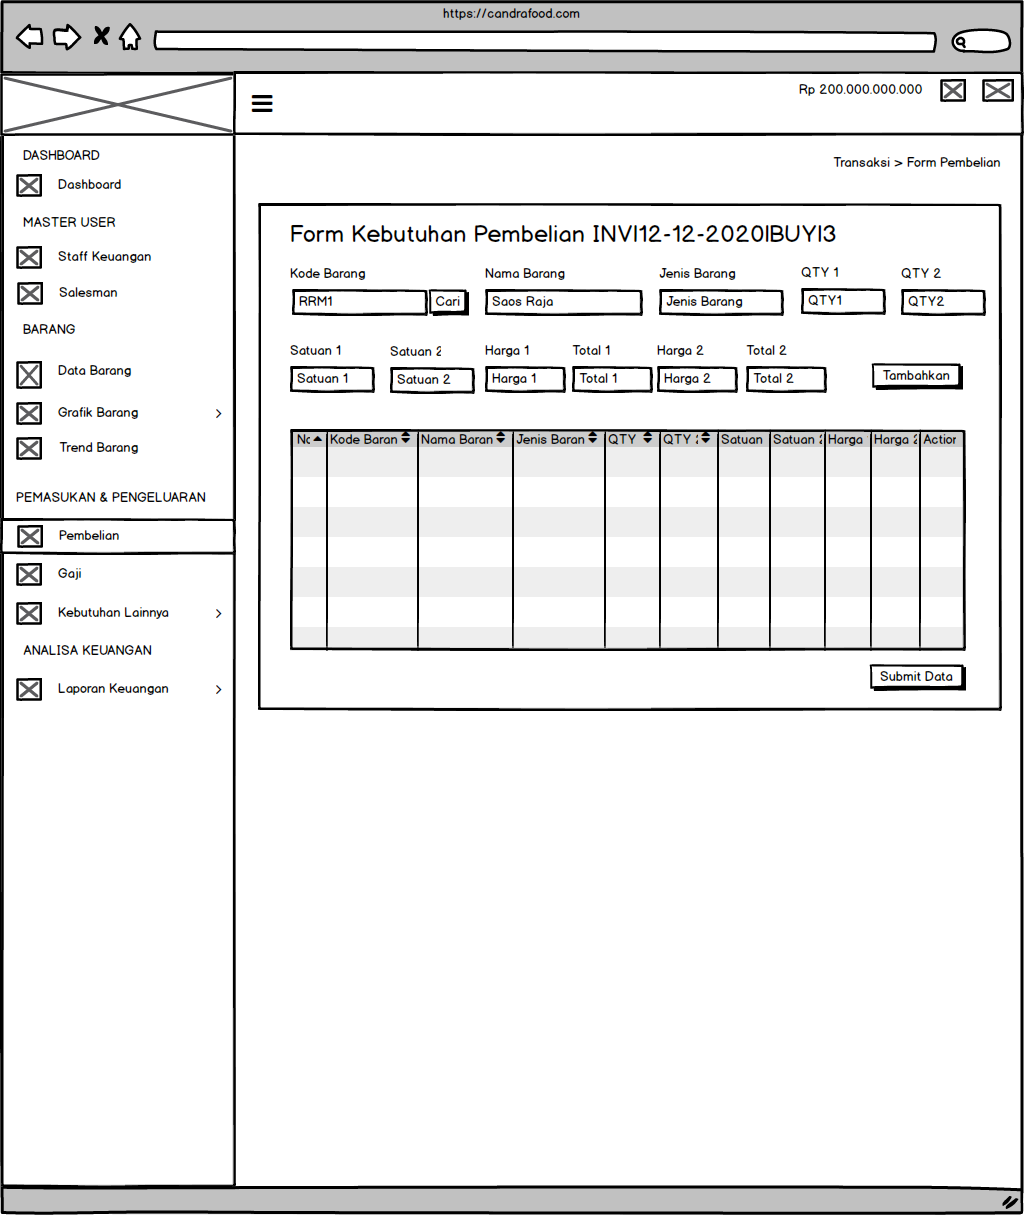 https://candrafood.com
Rp 200.000.000.000
DASHBOARD
Dashboard
MASTER USER
Staff Keuangan
Salesman
BARANG
Data Barang
Grafik Barang
Trend Barang
PEMASUKAN & PENGELUARAN
Pembelian
Gaji
Kebutuhan Lainnya
ANALISA KEUANGAN
Laporan Keuangan
Transaksi > Form Pembelian
Form Kebutuhan Pembelian INV|12-12-2020|BUY|3
Kode Barang Nama Barang Jenis Barang QTY 1 QTY 2
RRM1 Cari Saos Raja Jenis Barang QTY1 QTY2
Satuan 1 Satuan 2 Harga 1 Total 1 Harga 2 Total 2
Satuan 1 Satuan 2 Harga 1 Total 1 Harga 2 Total 2 Tambahkan
Kode Baran Nama Baran Jenis Baran QTY QTY Satuan Satuan 2 Harga Harga 2 Action
Submit Data